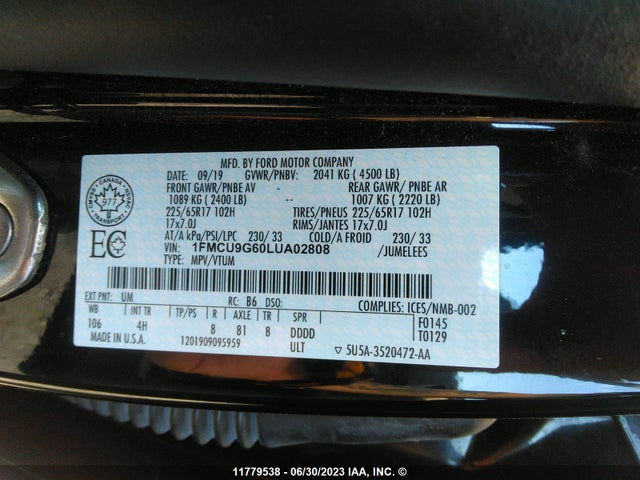 MFD. BY FORD MOTOR COMPANY
DATE: 09/19 GVWR/PNBV: 2041 KG ( 4500 LB)
FRONT GAWR/PNBE AV REAR GAWR/ PNBE AR
1089 KG ( 2400 LB) 1007 KG ( 2220 LB)
225/65R17 102H TIRES/PNEUS 225/65R17 102H
17x7.0J RIMS/JANTES 17x7.0J
AT/A kPa/PSI/LPC 230/ 33 COLD/A FROID 230/ 33
VIN: 1FMCU9G60LUA02808 /JUMELEES
TYPE: MPV/VTUM
CANADA
977
TRANSPORT
EC
EXT PNT: UM RC: B6 DSO: COMPLIES: ICES/NMB-002
WB INT TR TP/PS R AXLE TR SPR F0145
106 4H 8 81 8 DDDD T0129
MADE IN U.S.A. 1201909095959 ULT ▽ 5U5A-3520472-AA
11779538 - 06/30/2023 IAA, INC. ©